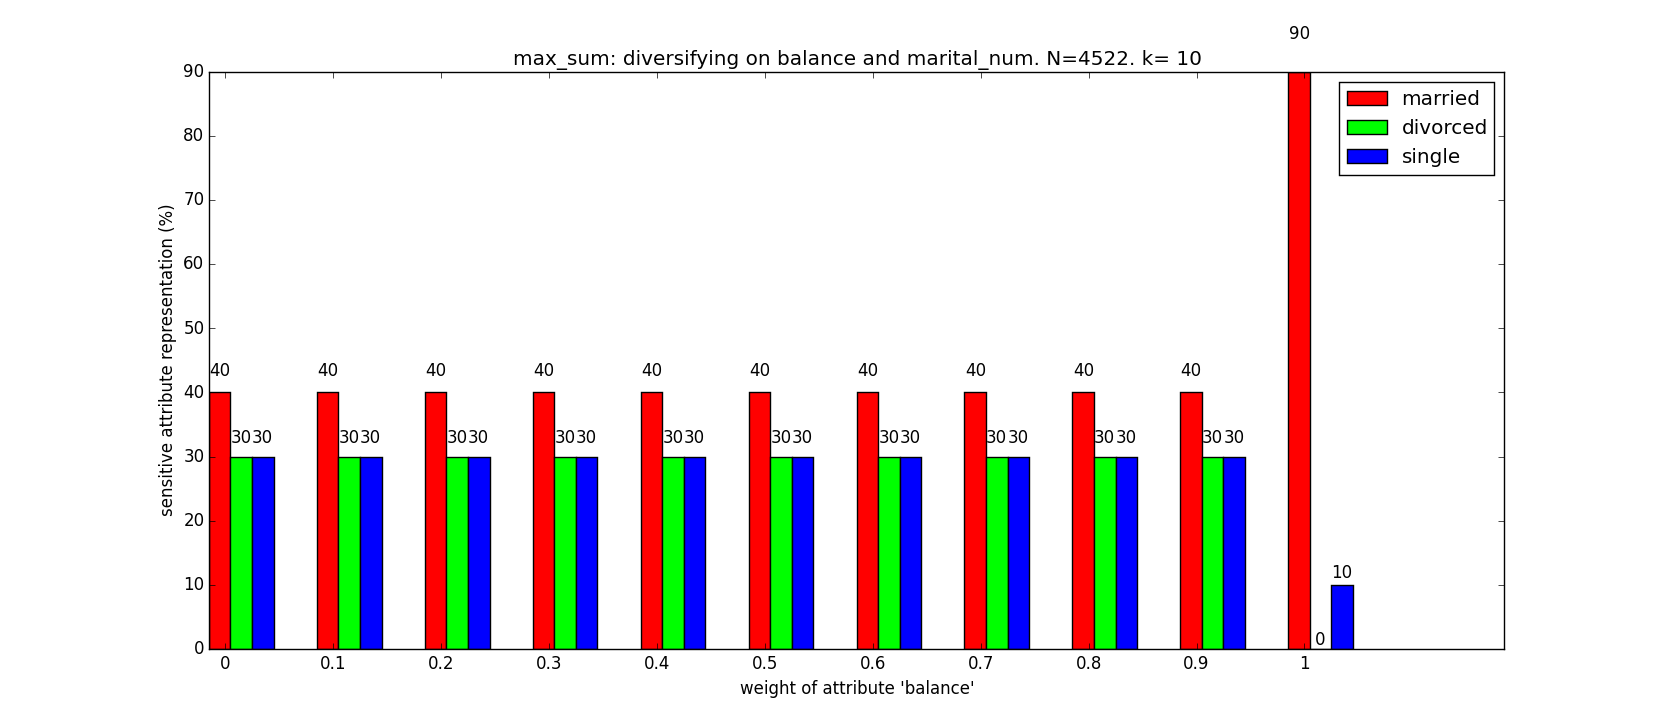 90
max_sum: diversifying on balance and marital_num. N=4522. k= 10
married
divorced
single
sensitive attribute representation (%)
90
80
70
60
50
40
30
20
10
0
40 30 30
40 30 30
40 30 30
40 30 30
40 30 30
40 30 30
40 30 30
40 30 30
40 30 30
40 30 30
0 10
0 0.1 0.2 0.3 0.4 0.5 0.6 0.7 0.8 0.9 1
weight of attribute 'balance'